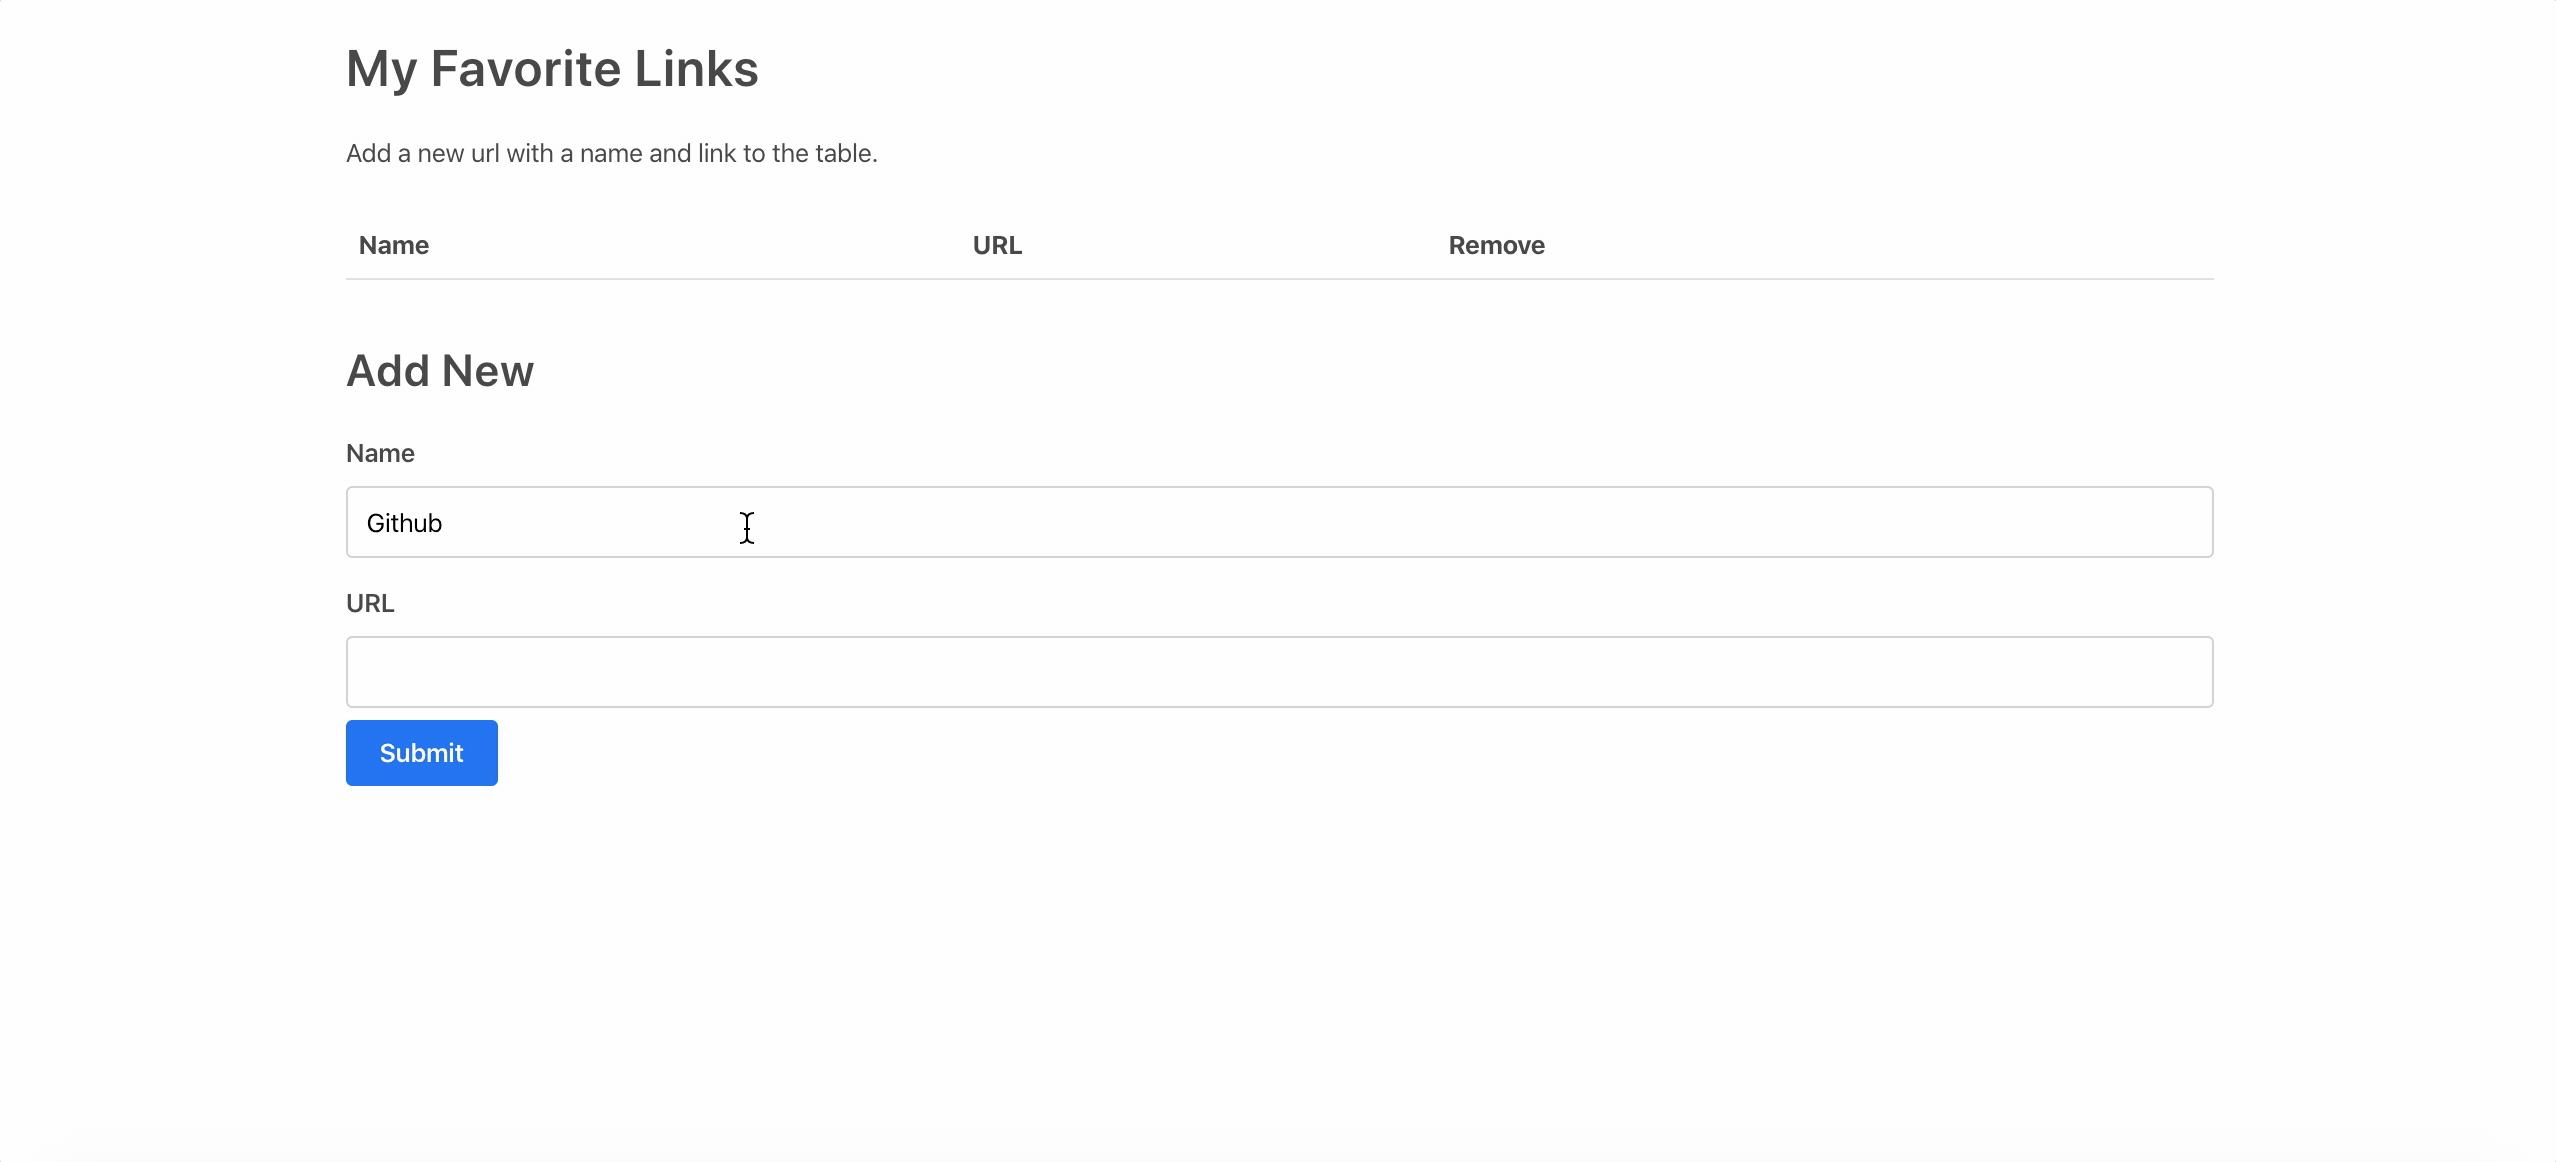 My Favorite Links
Add a new url with a name and link to the table.
Name URL Remove
Add New
Name
Github
URL
Submit